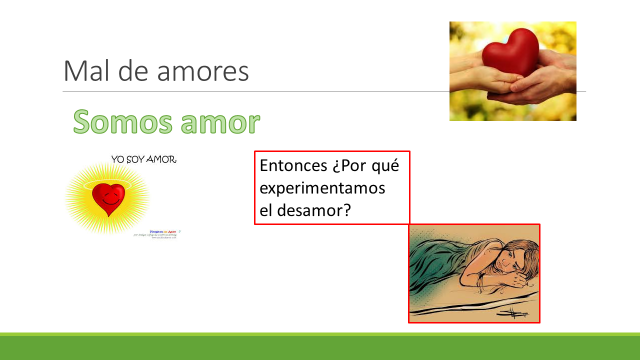 Mal de amores
Somos amor
YO SOY AMOR
Entonces ¿Por qué
experimentamos
el desamor?